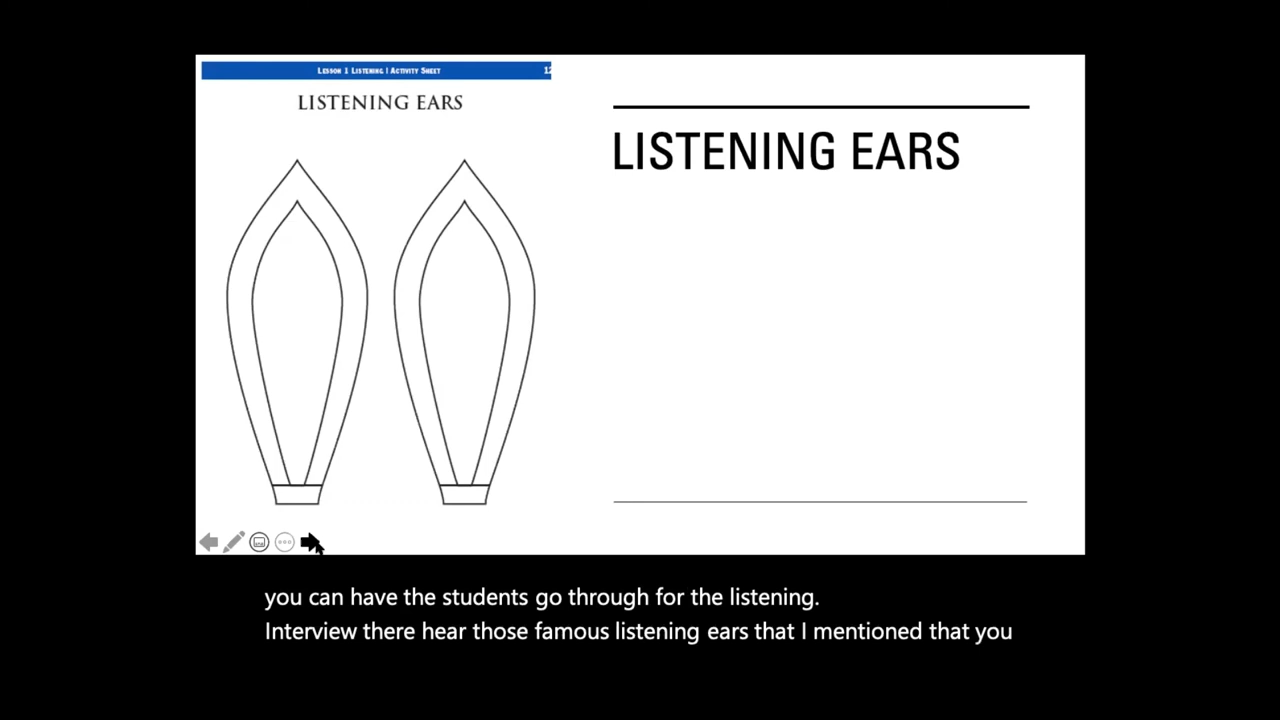 LESSON 1 LISTENING | ACTIVITY SHEET 12
LISTENING EARS
LISTENING EARS
you can have the students go through for the listening.
Interview there hear those famous listening ears that I mentioned that you